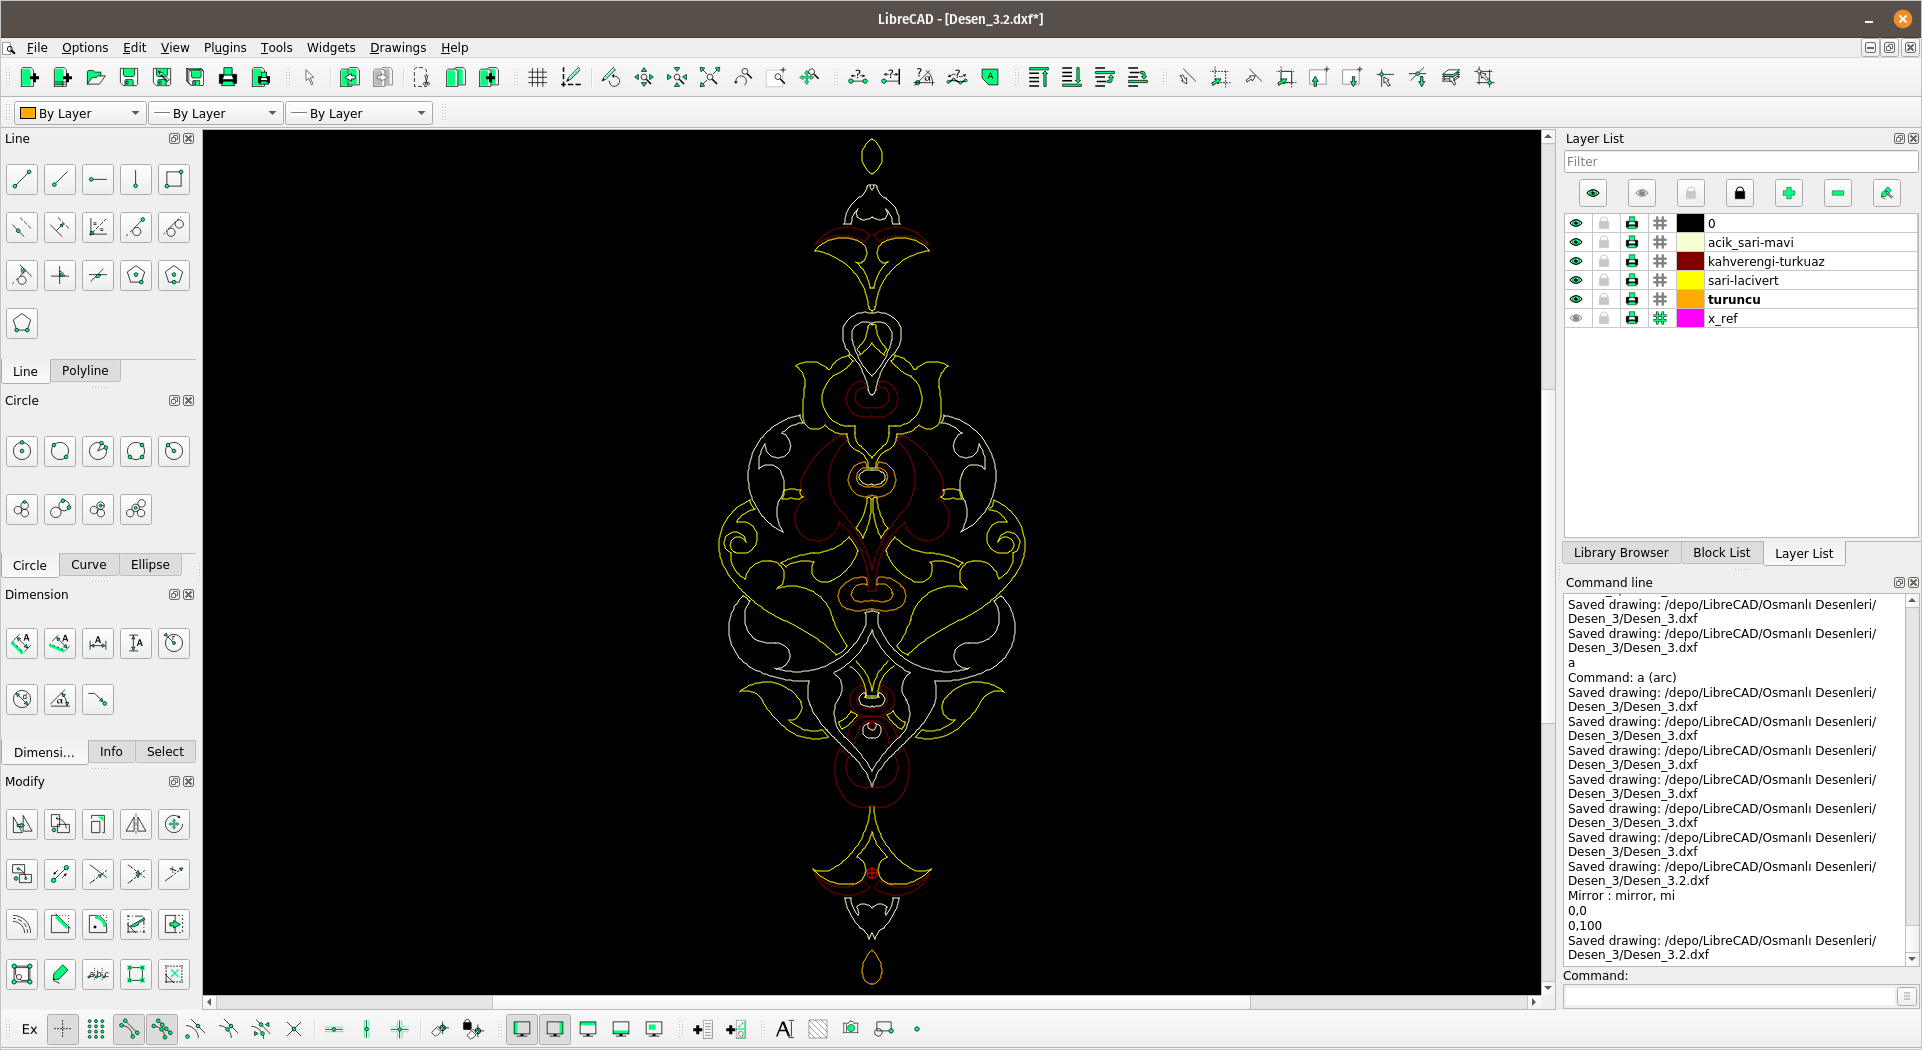 LibreCAD - [Desen_3.2.dxf*]
File Options Edit View Plugins Tools Widgets Drawings Help
By Layer By Layer By Layer
Line
Line Polyline
Circle
Circle Curve Ellipse
Dimension
Dimensi... Info Select
Modify
Ex
Layer List
Filter
0
acik_sari-mavi
kahverengi-turkuaz
sari-lacivert
turuncu
x_ref
Library Browser Block List Layer List
Command line
Saved drawing: /depo/LibreCAD/Osmanlı Desenleri/
Desen_3/Desen_3.dxf
Saved drawing: /depo/LibreCAD/Osmanlı Desenleri/
Desen_3/Desen_3.dxf
a
Command: a (arc)
Saved drawing: /depo/LibreCAD/Osmanlı Desenleri/
Desen_3/Desen_3.dxf
Saved drawing: /depo/LibreCAD/Osmanlı Desenleri/
Desen_3/Desen_3.dxf
Saved drawing: /depo/LibreCAD/Osmanlı Desenleri/
Desen_3/Desen_3.dxf
Saved drawing: /depo/LibreCAD/Osmanlı Desenleri/
Desen_3/Desen_3.dxf
Saved drawing: /depo/LibreCAD/Osmanlı Desenleri/
Desen_3/Desen_3.dxf
Saved drawing: /depo/LibreCAD/Osmanlı Desenleri/
Desen_3/Desen_3.dxf
Saved drawing: /depo/LibreCAD/Osmanlı Desenleri/
Desen_3/Desen_3.2.dxf
Mirror : mirror, mi
0,0
0,100
Saved drawing: /depo/LibreCAD/Osmanlı Desenleri/
Desen_3/Desen_3.2.dxf
Command: